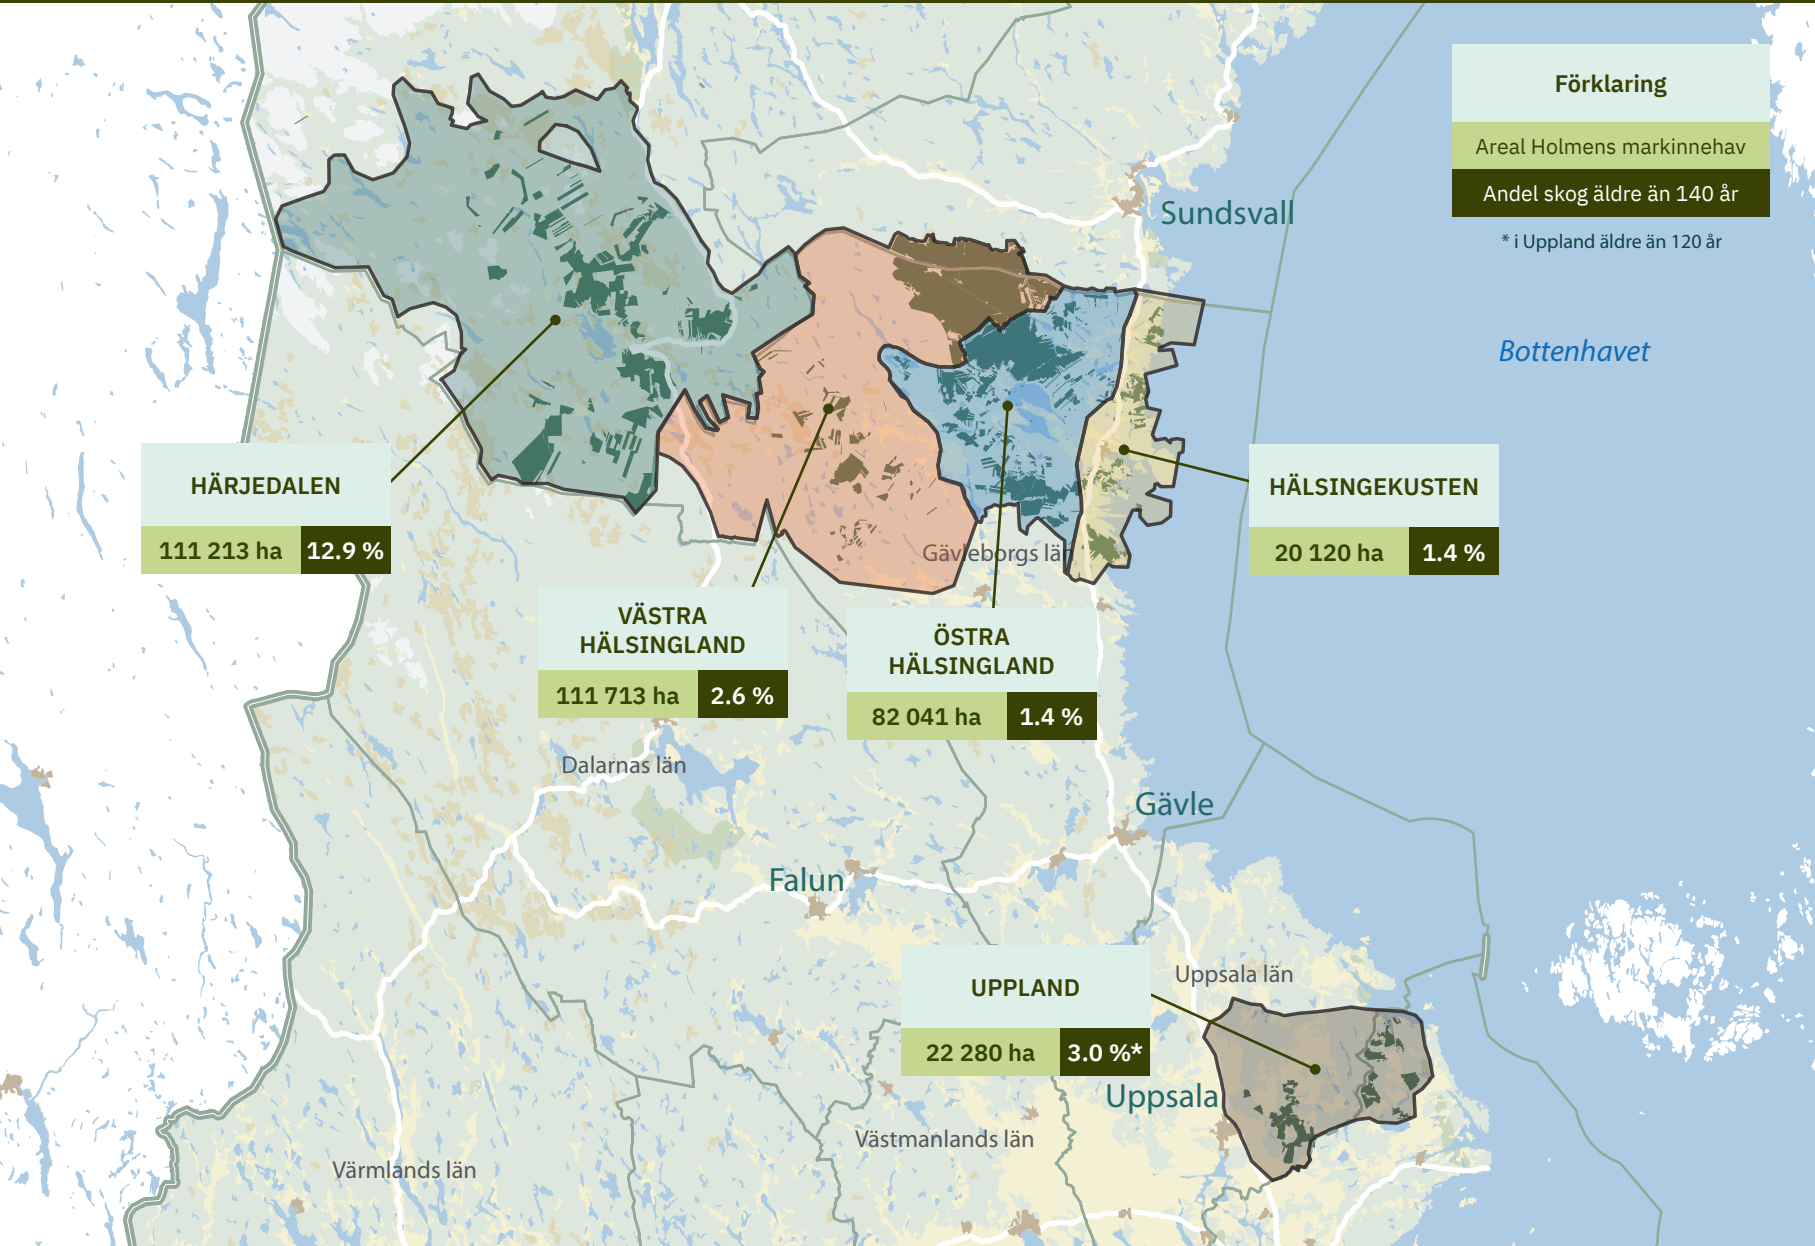 Förklaring
Areal Holmens markinnehav
Andel skog äldre än 140 år
* i Uppland äldre än 120 år
Sundsvall
Bottenhavet
HÄRJEDALEN
111 213 ha 12.9 %
HÄLSINGEKUSTEN
20 120 ha 1.4 %
Gävleborgs län
VÄSTRA
HÄLSINGLAND
111 713 ha 2.6 %
ÖSTRA
HÄLSINGLAND
82 041 ha 1.4 %
Dalarnas län
Gävle
Falun
Uppsala län
UPPLAND
22 280 ha 3.0 %*
Uppsala
Västmanlands län
Värmlands län